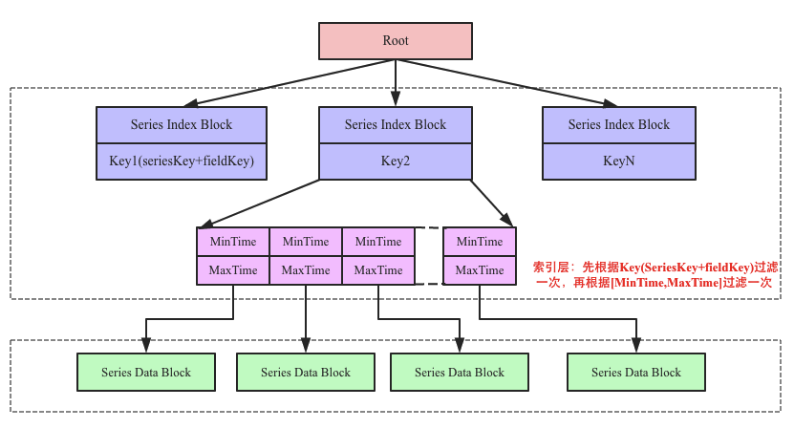 Root
Series Index Block
Key1(seriesKey+fieldKey)
Series Index Block
Key2
Series Index Block
KeyN
MinTime
MinTime
MinTime
MinTime
MaxTime
MaxTime
MaxTime
MaxTime
索引层：先根据Key(SeriesKey+fieldKey)过滤
一次，再根据[MinTime,MaxTime]过滤一次
Series Data Block
Series Data Block
Series Data Block
Series Data Block